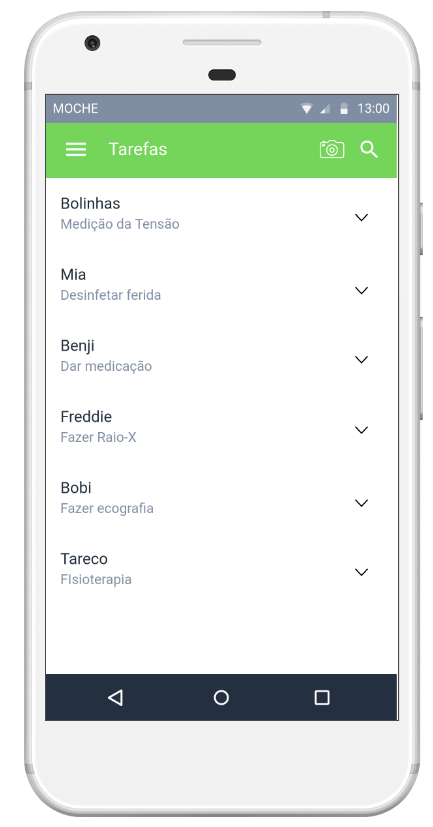 MOCHE 13:00
Tarefas
Bolinhas
Medição da Tensão
Mia
Desinfetar ferida
Benji
Dar medicação
Freddie
Fazer Raio-X
Bobi
Fazer ecografia
Tareco
FIsioterapia